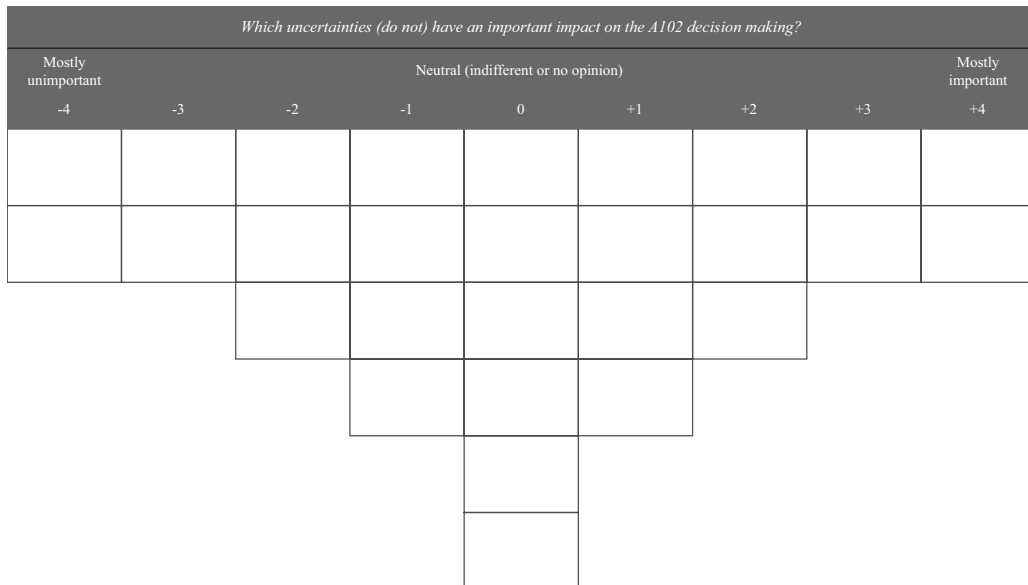 Which uncertainties (do not) have an important impact on the A102 decision making?
Mostly unimportant
Neutral (indifferent or no opinion)
Mostly important
-4 -3 -2 -1 0 +1 +2 +3 +4